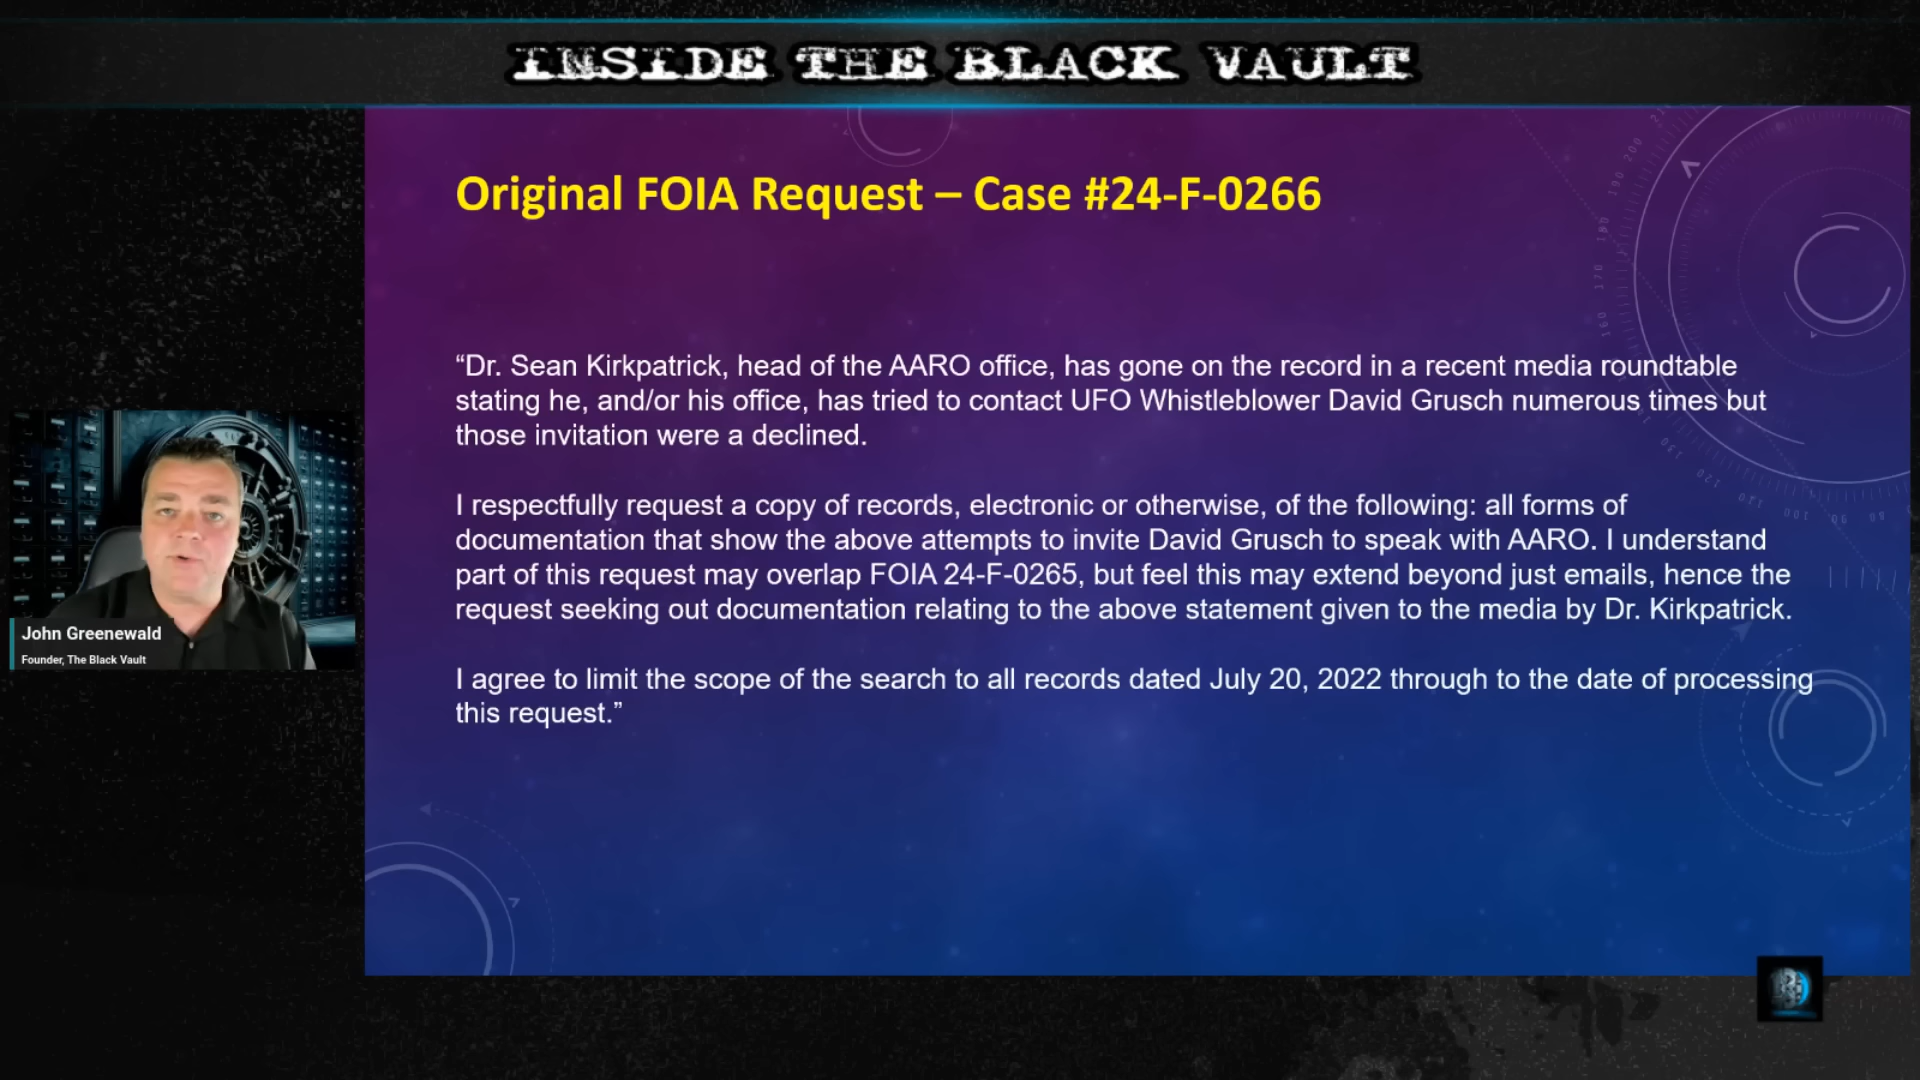 INSIDE THE BLACK VAULT
Original FOIA Request – Case #24-F-0266
“Dr. Sean Kirkpatrick, head of the AARO office, has gone on the record in a recent media roundtable
stating he, and/or his office, has tried to contact UFO Whistleblower David Grusch numerous times but
those invitation were a declined.
I respectfully request a copy of records, electronic or otherwise, of the following: all forms of
documentation that show the above attempts to invite David Grusch to speak with AARO. I understand
part of this request may overlap FOIA 24-F-0265, but feel this may extend beyond just emails, hence the
request seeking out documentation relating to the above statement given to the media by Dr. Kirkpatrick.
I agree to limit the scope of the search to all records dated July 20, 2022 through to the date of processing
this request.”
John Greenewald
Founder, The Black Vault